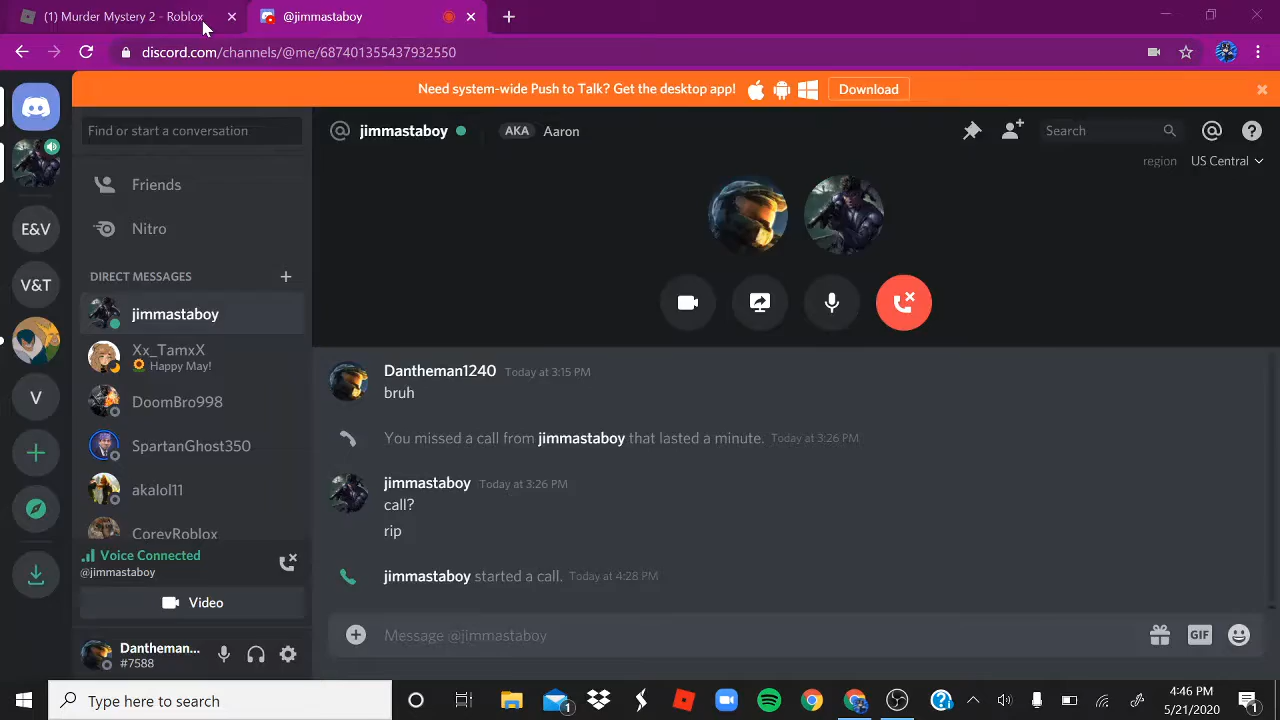 (1) Murder Mystery 2 - Roblox
@jimmastaboy
discord.com/channels/@me/687401355437932550
Need system-wide Push to Talk? Get the desktop app!
Download
Find or start a conversation
Friends
Nitro
DIRECT MESSAGES
jimmastaboy
Xx_TamxX
Happy May!
DoomBro998
SpartanGhost350
akalol11
CoreyRoblox
Voice Connected
@jimmastaboy
Video
Dantheman...
#7588
E&V
V&T
V
jimmastaboy AKA Aaron
Search
region US Central
Dantheman1240 Today at 3:15 PM
bruh
You missed a call from jimmastaboy that lasted a minute. Today at 3:26 PM
jimmastaboy Today at 3:26 PM
call?
rip
jimmastaboy started a call. Today at 4:28 PM
Message @jimmastaboy
GIF
Type here to search
1
4:46 PM
5/21/2020
1